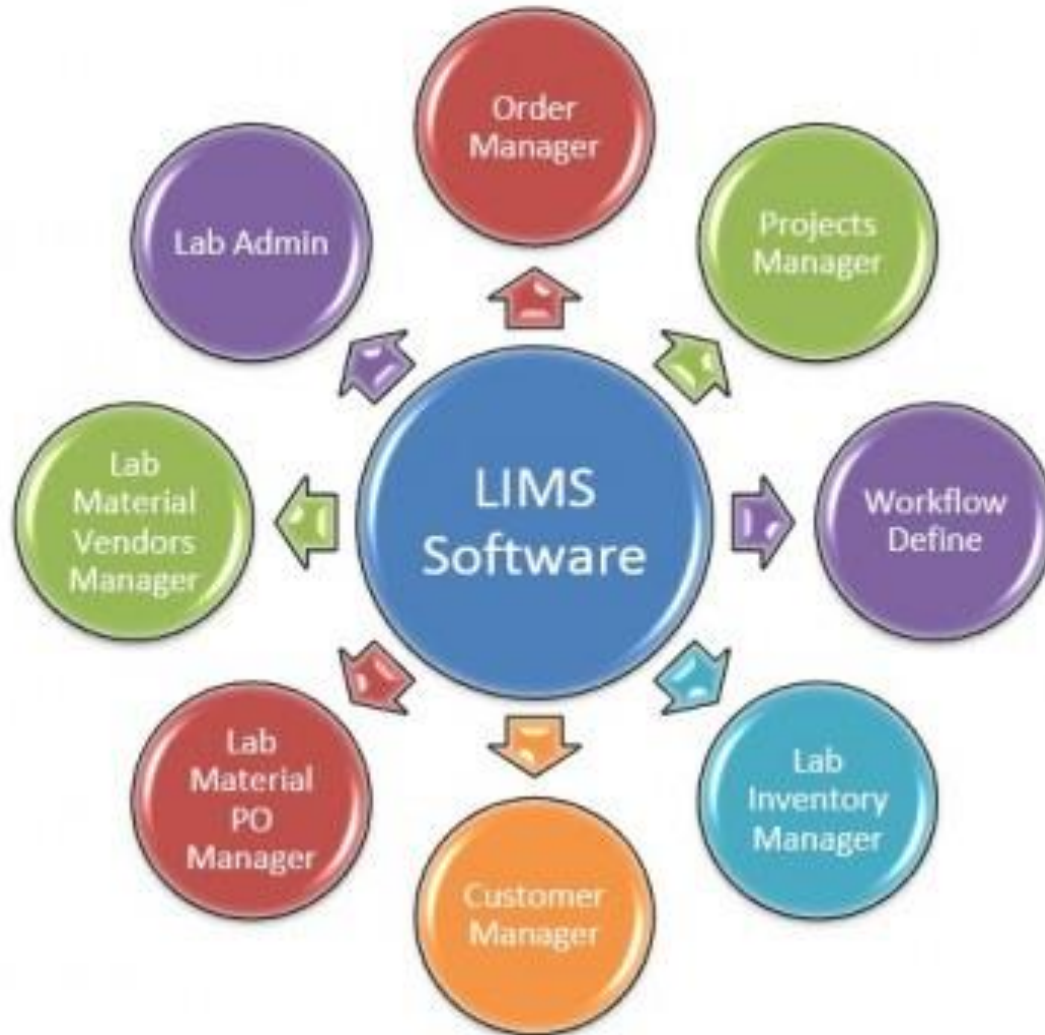 Order
Manager
Projects
Manager
Workflow
Define
Lab
Inventory
Manager
Customer
Manager
Lab
Material
PO
Manager
Lab
Material
Vendors
Manager
Lab Admin
LIMS
Software